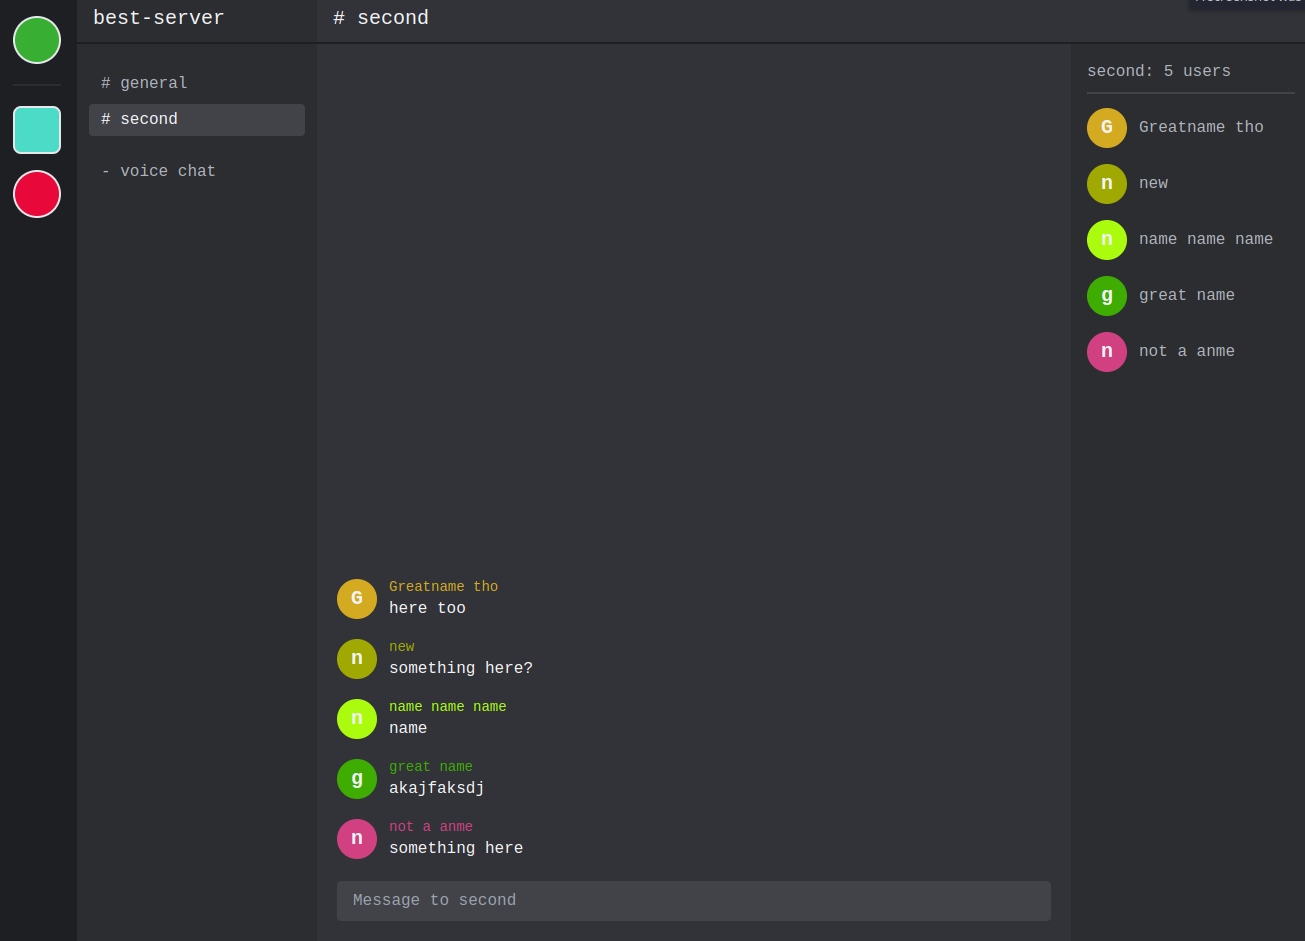 best-server
# second
# general
# second
- voice chat
second: 5 users
G Greatname tho
n new
n name name name
g great name
n not a anme
G
Greatname tho
here too
n
new
something here?
n
name name name
name
g
great name
akajfaksdj
n
not a anme
something here
Message to second